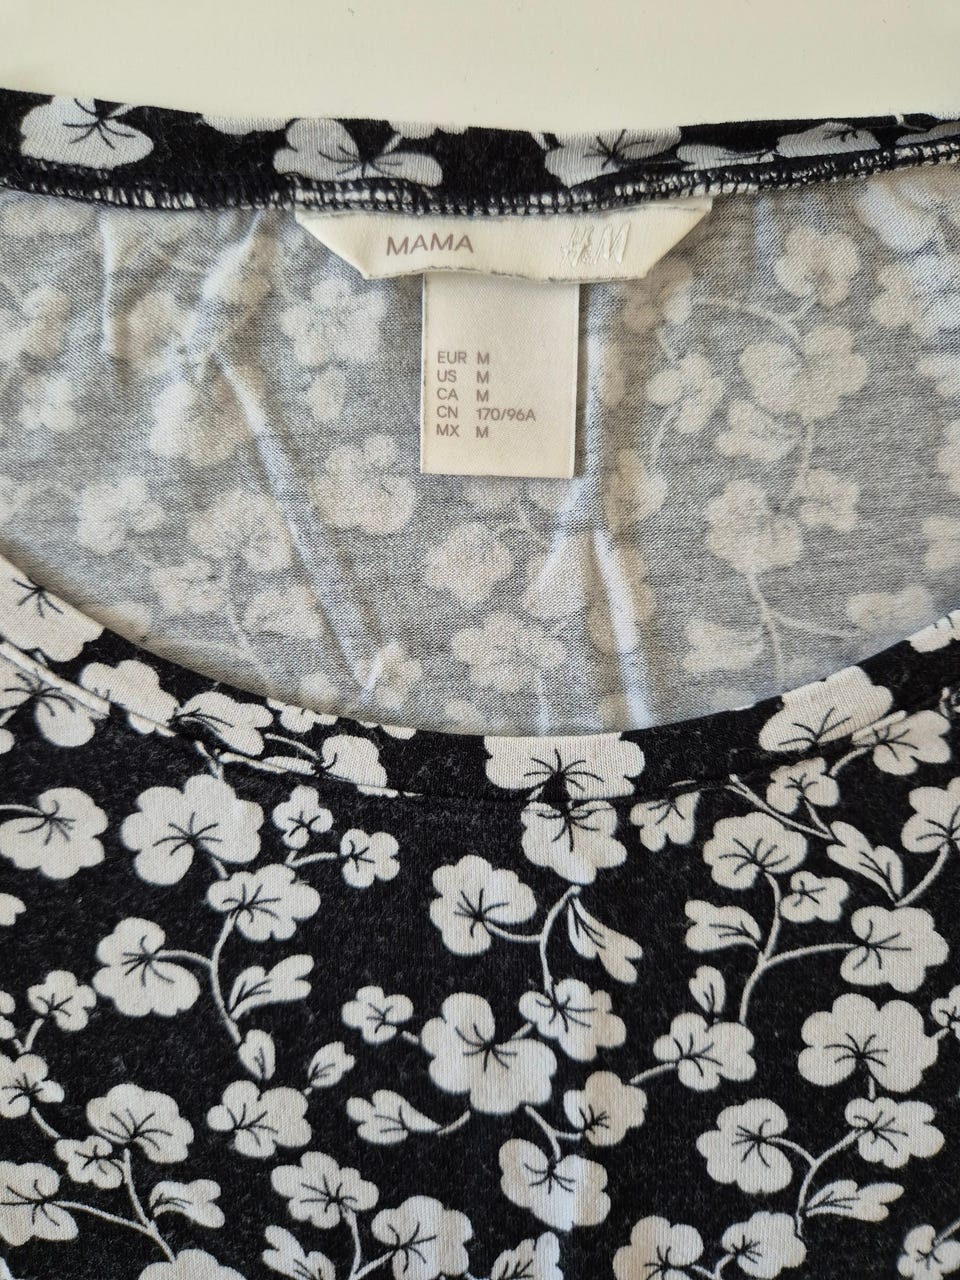 MAMA H&M
EUR M
US M
CA M
CN 170/96A
MX M